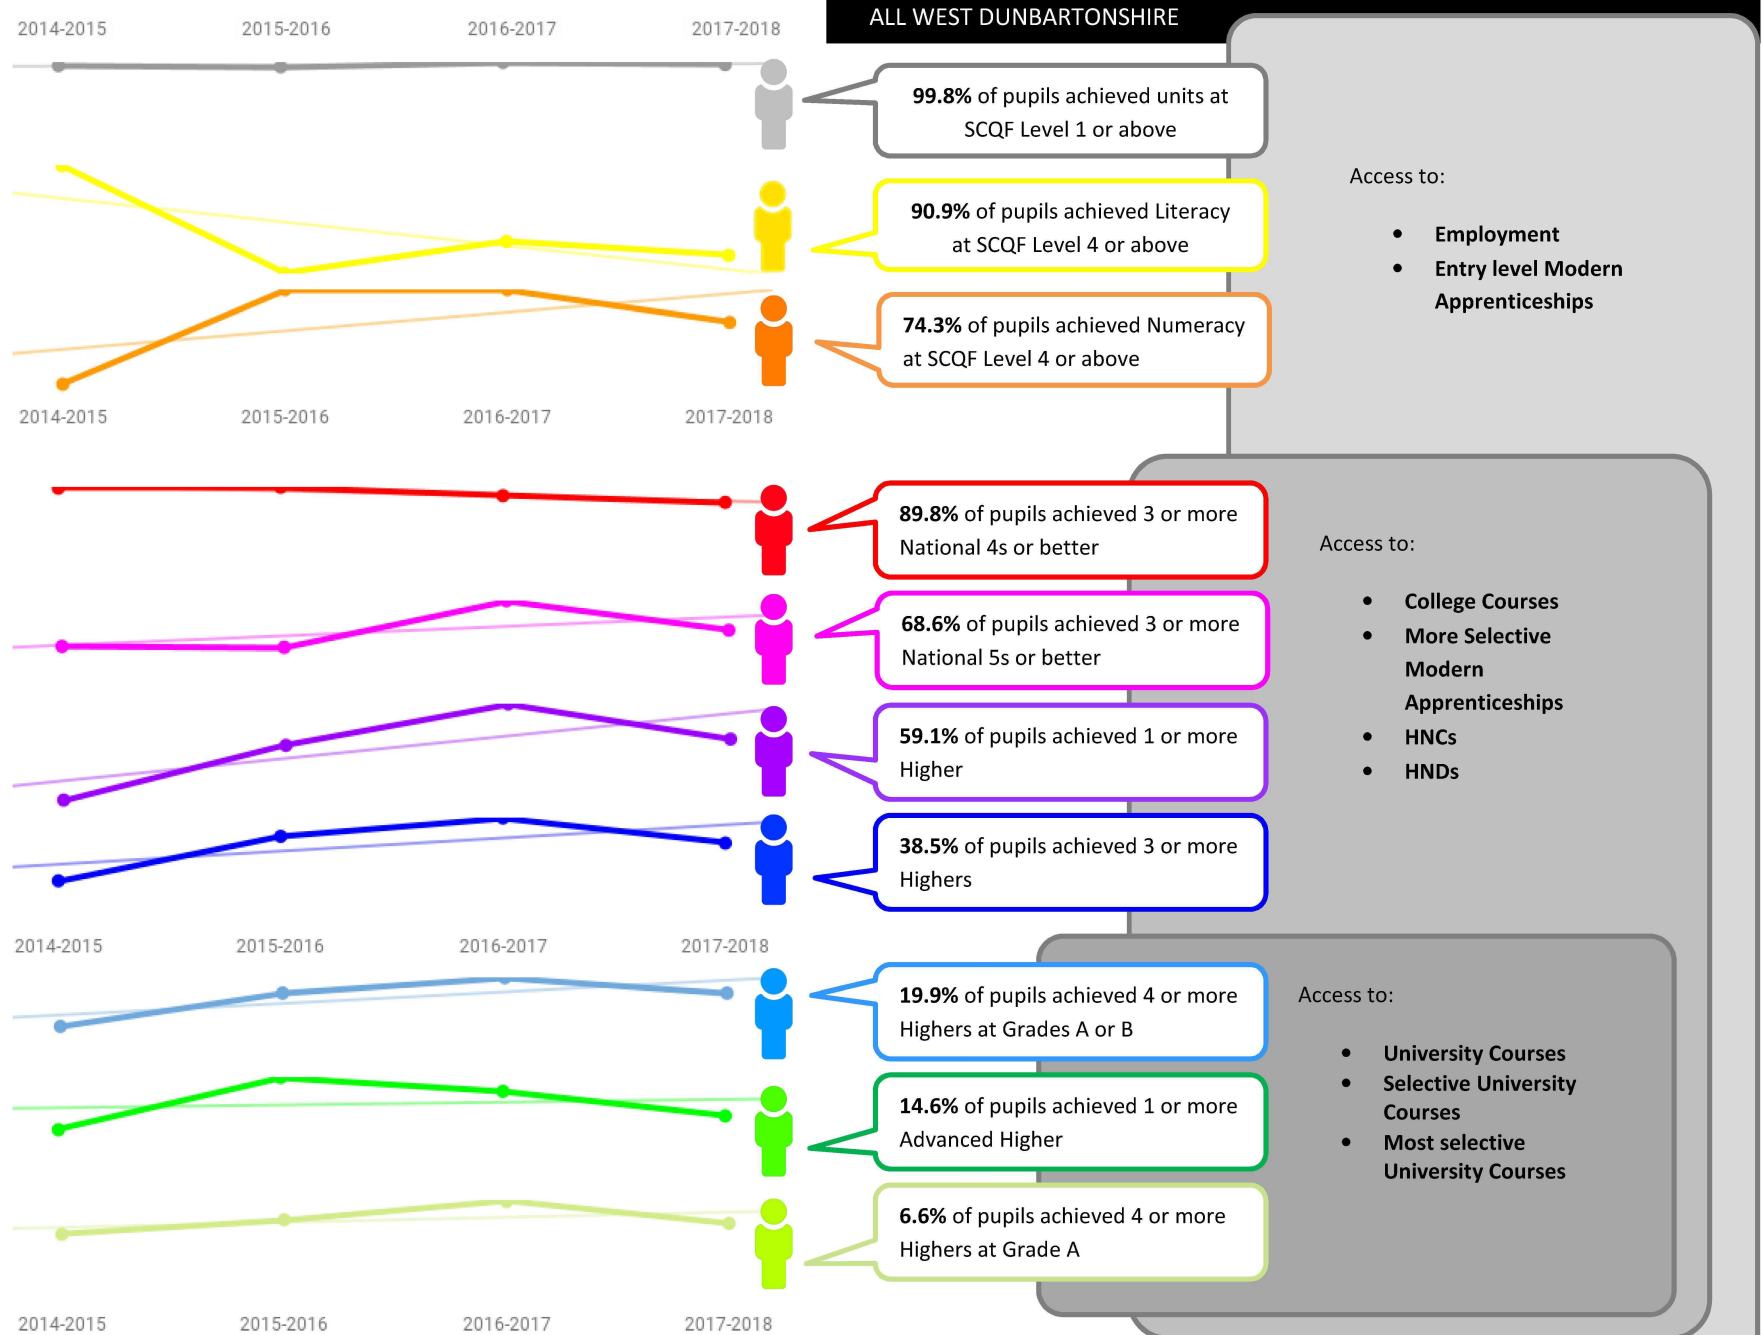 ALL WEST DUNBARTONSHIRE
2014-2015 2015-2016 2016-2017 2017-2018
99.8% of pupils achieved units at
SCQF Level 1 or above
90.9% of pupils achieved Literacy
at SCQF Level 4 or above
74.3% of pupils achieved Numeracy
at SCQF Level 4 or above
Access to:
• Employment
• Entry level Modern
Apprenticeships
2014-2015 2015-2016 2016-2017 2017-2018
89.8% of pupils achieved 3 or more
National 4s or better
68.6% of pupils achieved 3 or more
National 5s or better
59.1% of pupils achieved 1 or more
Higher
38.5% of pupils achieved 3 or more
Highers
Access to:
• College Courses
• More Selective
Modern
Apprenticeships
• HNCs
• HNDs
2014-2015 2015-2016 2016-2017 2017-2018
19.9% of pupils achieved 4 or more
Highers at Grades A or B
14.6% of pupils achieved 1 or more
Advanced Higher
6.6% of pupils achieved 4 or more
Highers at Grade A
Access to:
• University Courses
• Selective University
Courses
• Most selective
University Courses
2014-2015 2015-2016 2016-2017 2017-2018